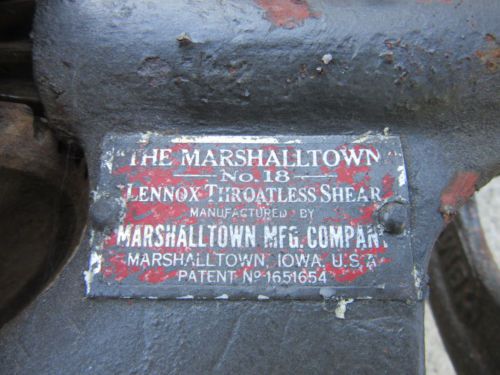 "THE MARSHALLTOWN"
No. 18
LENNOX THROATLESS SHEAR
MANUFACTURED BY
MARSHALLTOWN MFG. COMPANY
MARSHALLTOWN, IOWA, U.S.A.
PATENT No 1651654